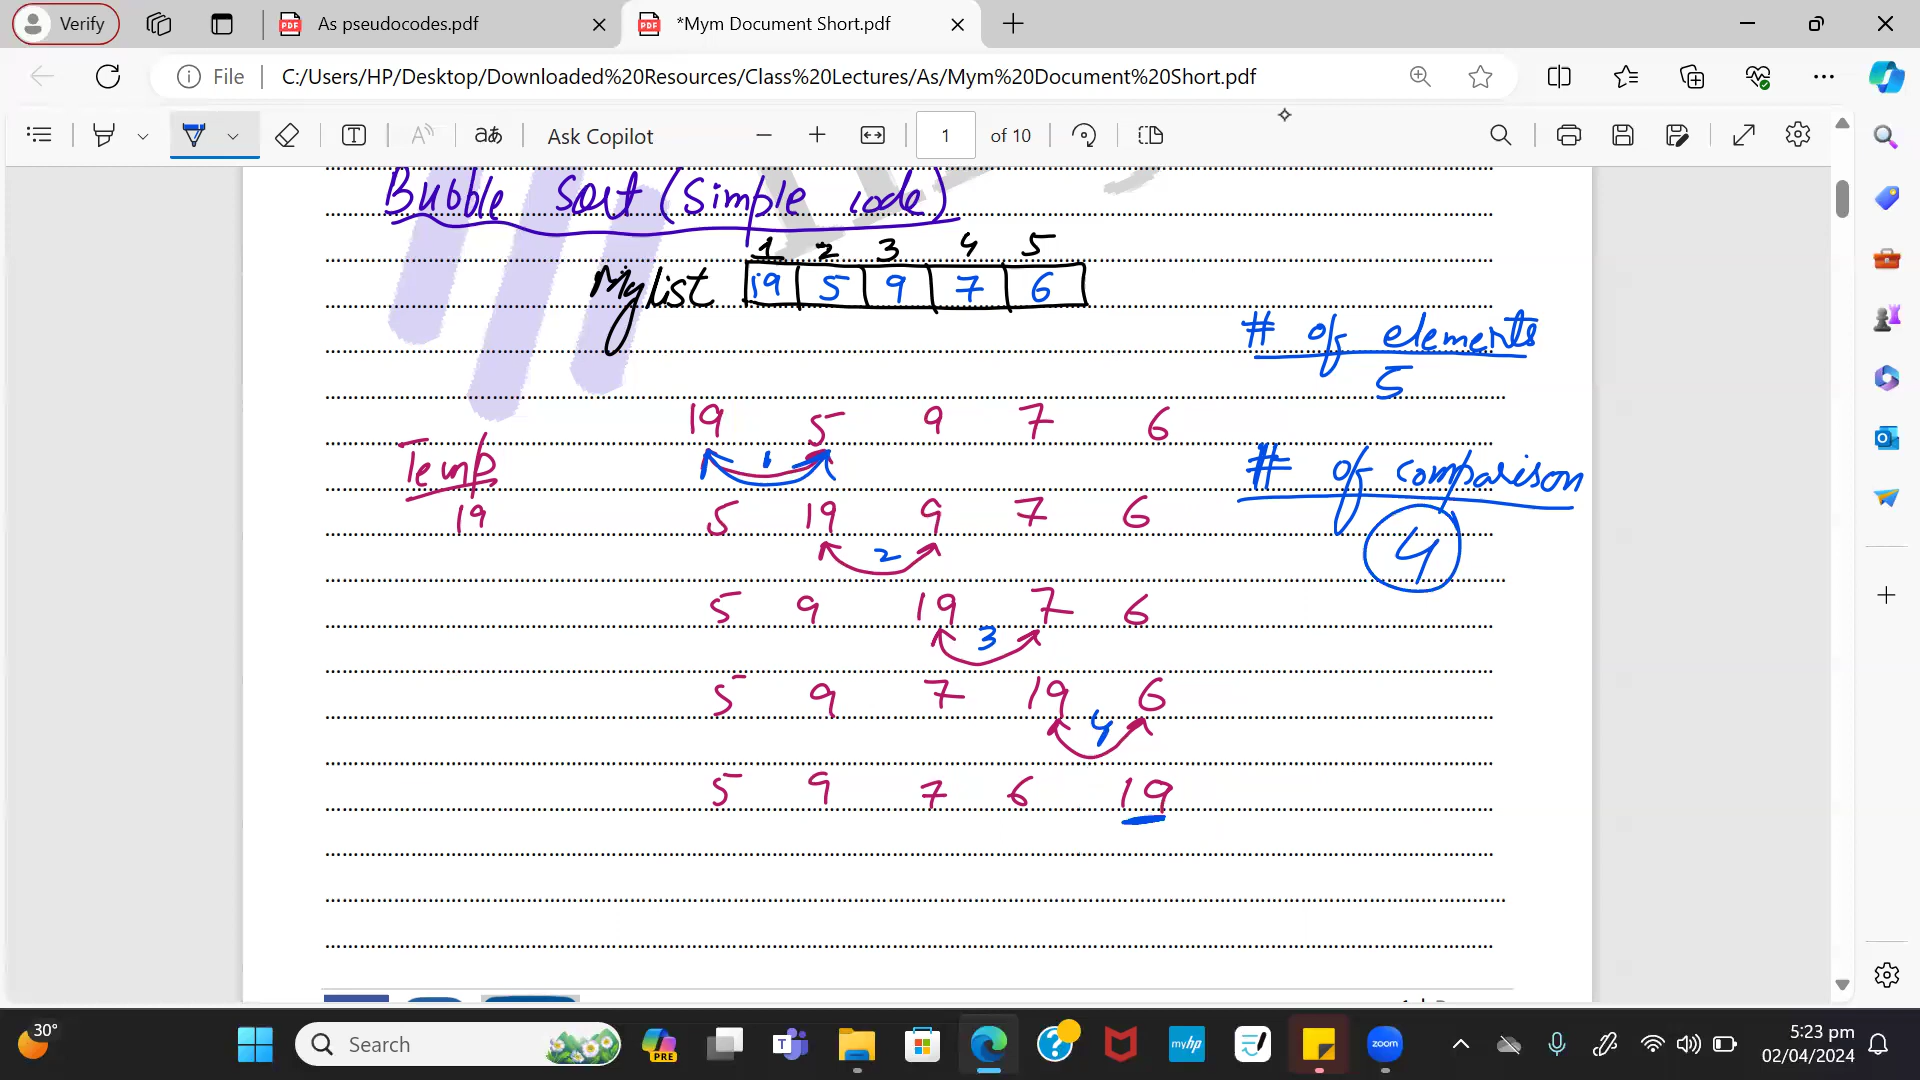 Verify
As pseudocodes.pdf
*Mym Document Short.pdf
File
C:/Users/HP/Desktop/Downloaded%20Resources/Class%20Lectures/As/Mym%20Document%20Short.pdf
Ask Copilot
1 of 10
Bubble Sort (Simple code)
1 2 3 4 5
Mylist 19 5 9 7 6
# of elements
5
19 5 9 7 6
Temp
1
# of comparison
19
5 19 9 7 6
2
4
5 9 19 7 6
3
5 9 7 19 6
4
5 9 7 6 19
30°
Search
PRE
T
myhp
zoom
5:23 pm
02/04/2024